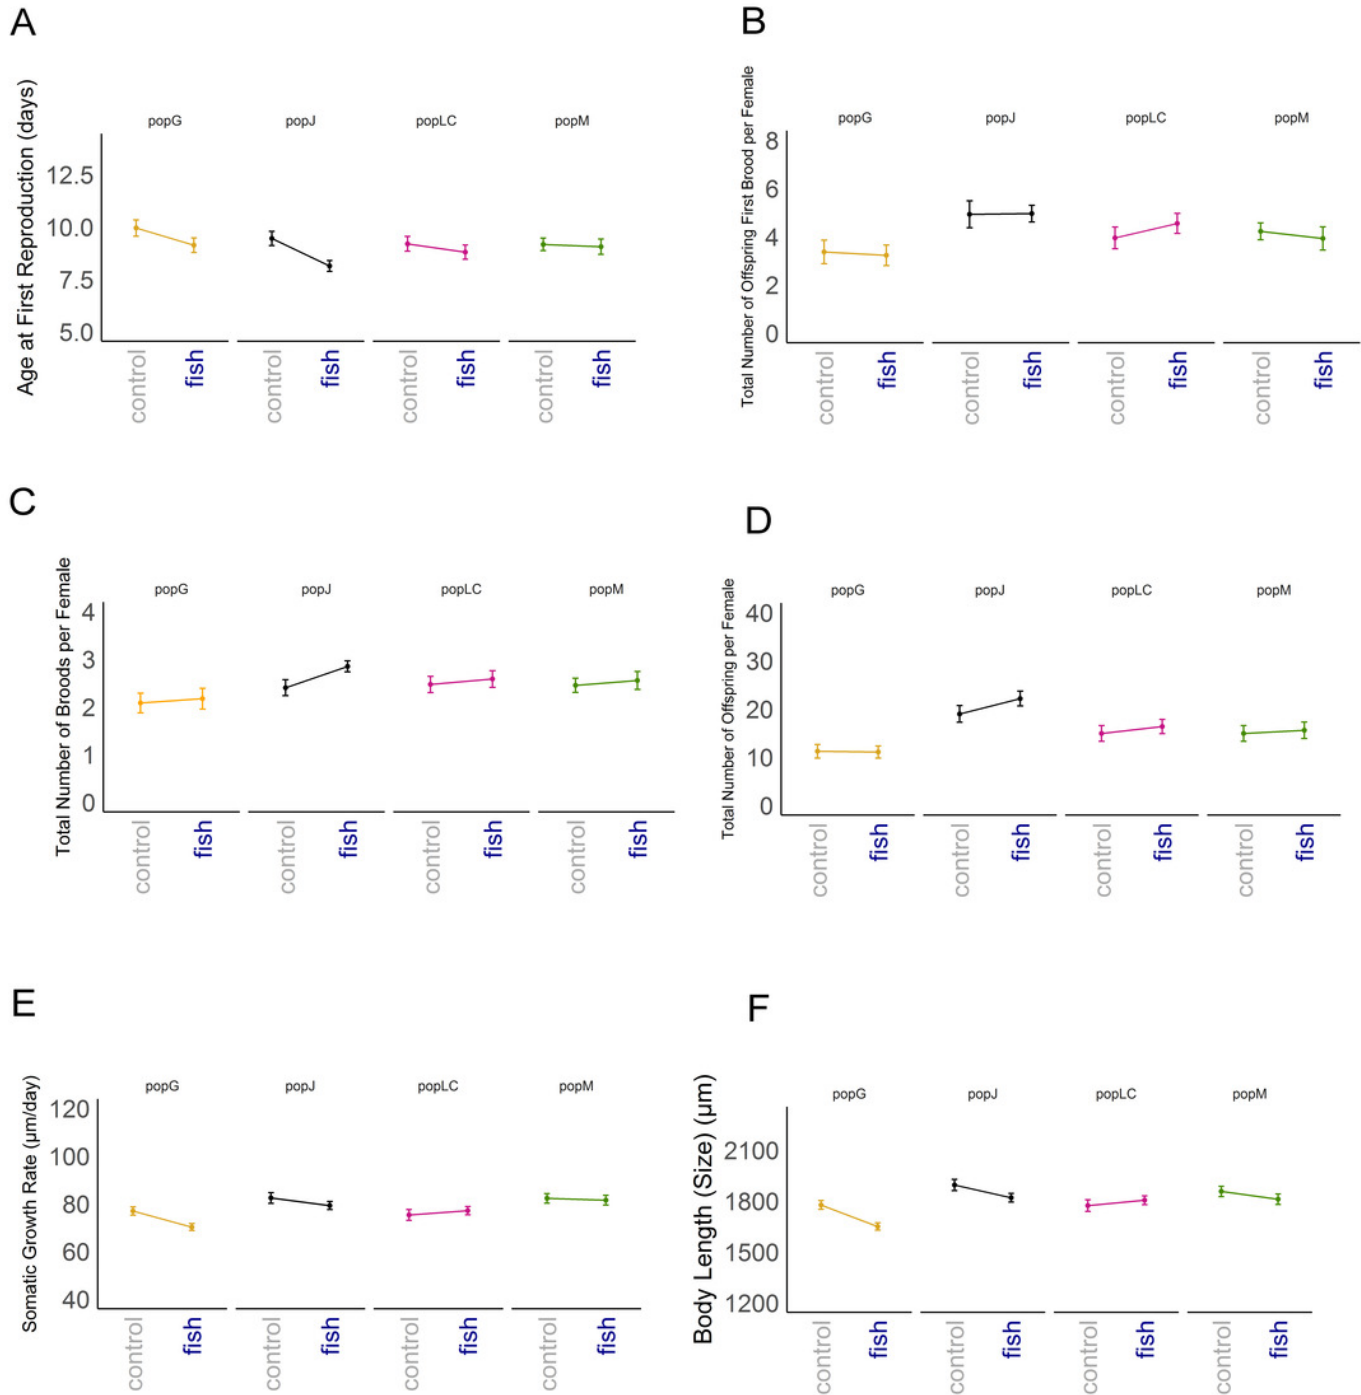 A
Age at First Reproduction (days)
popG popJ popLC popM
12.5
10.0
7.5
5.0
control fish control fish control fish control fish
B
Total Number of Offspring First Brood per Female
popG popJ popLC popM
8
6
4
2
0
control fish control fish control fish control fish
C
Total Number of Broods per Female
popG popJ popLC popM
4
3
2
1
0
control fish control fish control fish control fish
D
Total Number of Offspring per Female
popG popJ popLC popM
40
30
20
10
0
control fish control fish control fish control fish
E
Somatic Growth Rate (µm/day)
popG popJ popLC popM
120
100
80
60
40
control fish control fish control fish control fish
F
Body Length (Size) (µm)
popG popJ popLC popM
2100
1800
1500
1200
control fish control fish control fish control fish